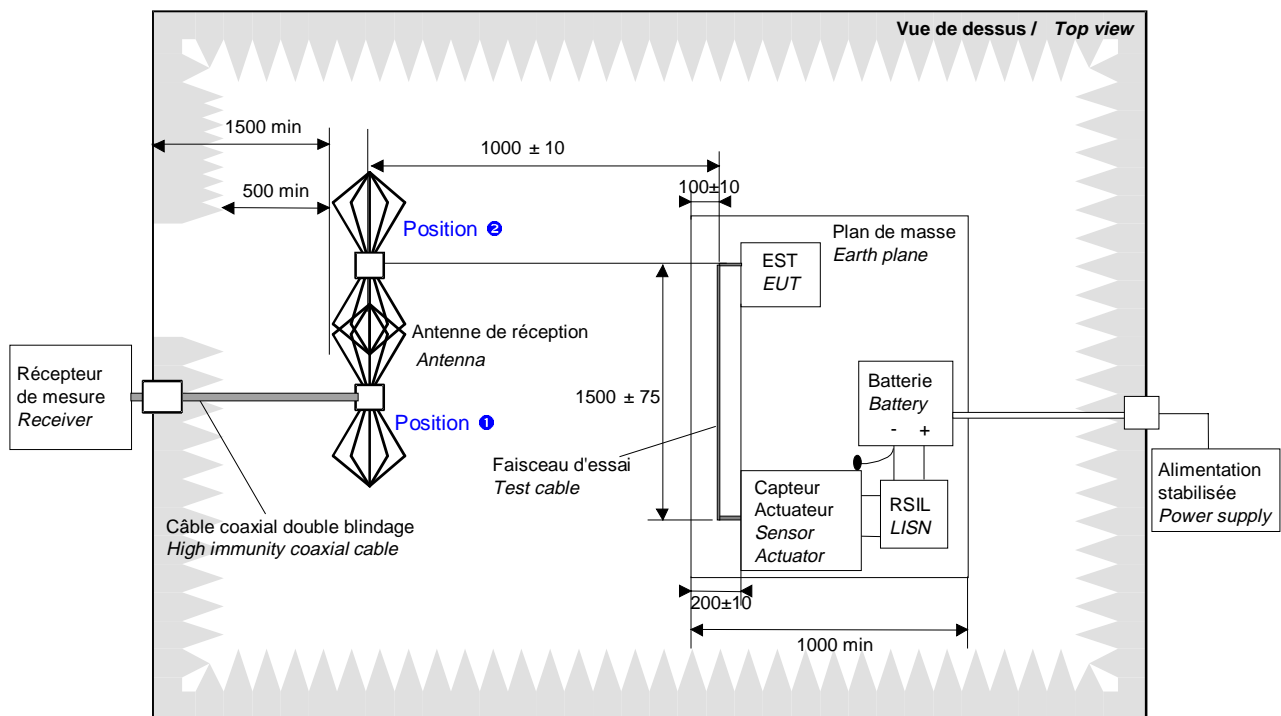 Vue de dessus / Top view
1500 min
1000 ± 10
500 min
100±10
Position ❷
Plan de masse
Earth plane
EST
EUT
Antenne de réception
Antenna
Récepteur
de mesure
Receiver
1500 ± 75
Batterie
Battery
- +
Position ❶
Faisceau d'essai
Test cable
Capteur
Actuateur
Sensor
Actuator
RSIL
LISN
Alimentation
stabilisée
Power supply
Câble coaxial double blindage
High immunity coaxial cable
200±10
1000 min